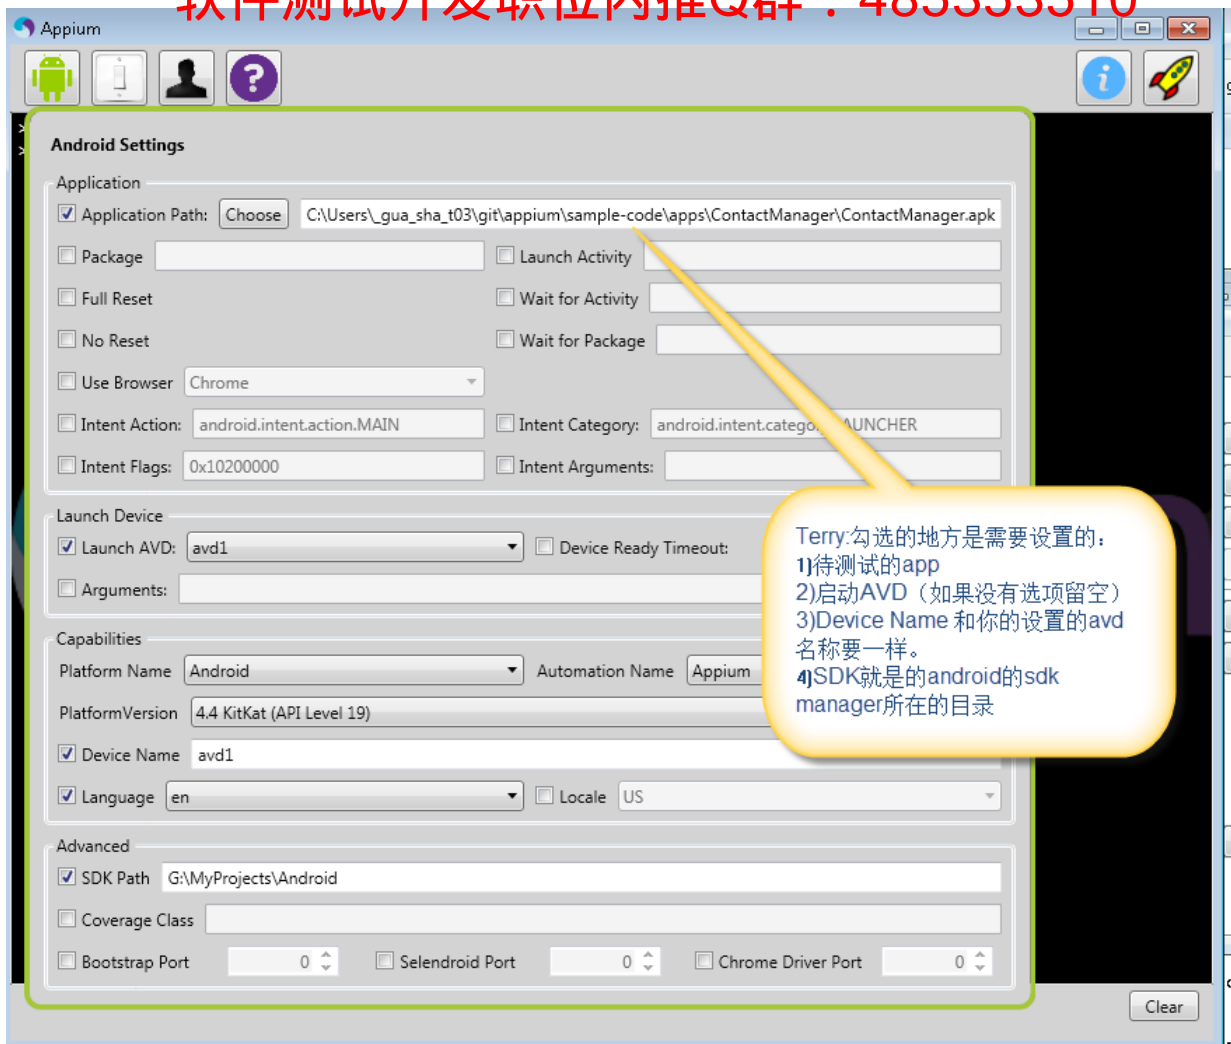 软件测试开发职位内推Q群：485353310
Appium
Android Settings
Application
Application Path: Choose C:\Users\_gua_sha_t03\git\appium\sample-code\apps\ContactManager\ContactManager.apk
Package Launch Activity
Full Reset Wait for Activity
No Reset Wait for Package
Use Browser Chrome
Intent Action: android.intent.action.MAIN Intent Category: android.intent.category AUNCHER
Intent Flags: 0x10200000 Intent Arguments:
Launch Device
Launch AVD: avd1 Device Ready Timeout:
Arguments:
Terry:勾选的地方是需要设置的：
1)待测试的app
2)启动AVD（如果没有选项留空）
3)Device Name 和你的设置的avd
名称要一样。
4)SDK就是的android的sdk
manager所在的目录
Capabilities
Platform Name Android Automation Name Appium
PlatformVersion 4.4 KitKat (API Level 19)
Device Name avd1
Language en Locale US
Advanced
SDK Path G:\MyProjects\Android
Coverage Class
Bootstrap Port 0 Selendroid Port 0 Chrome Driver Port 0
Clear